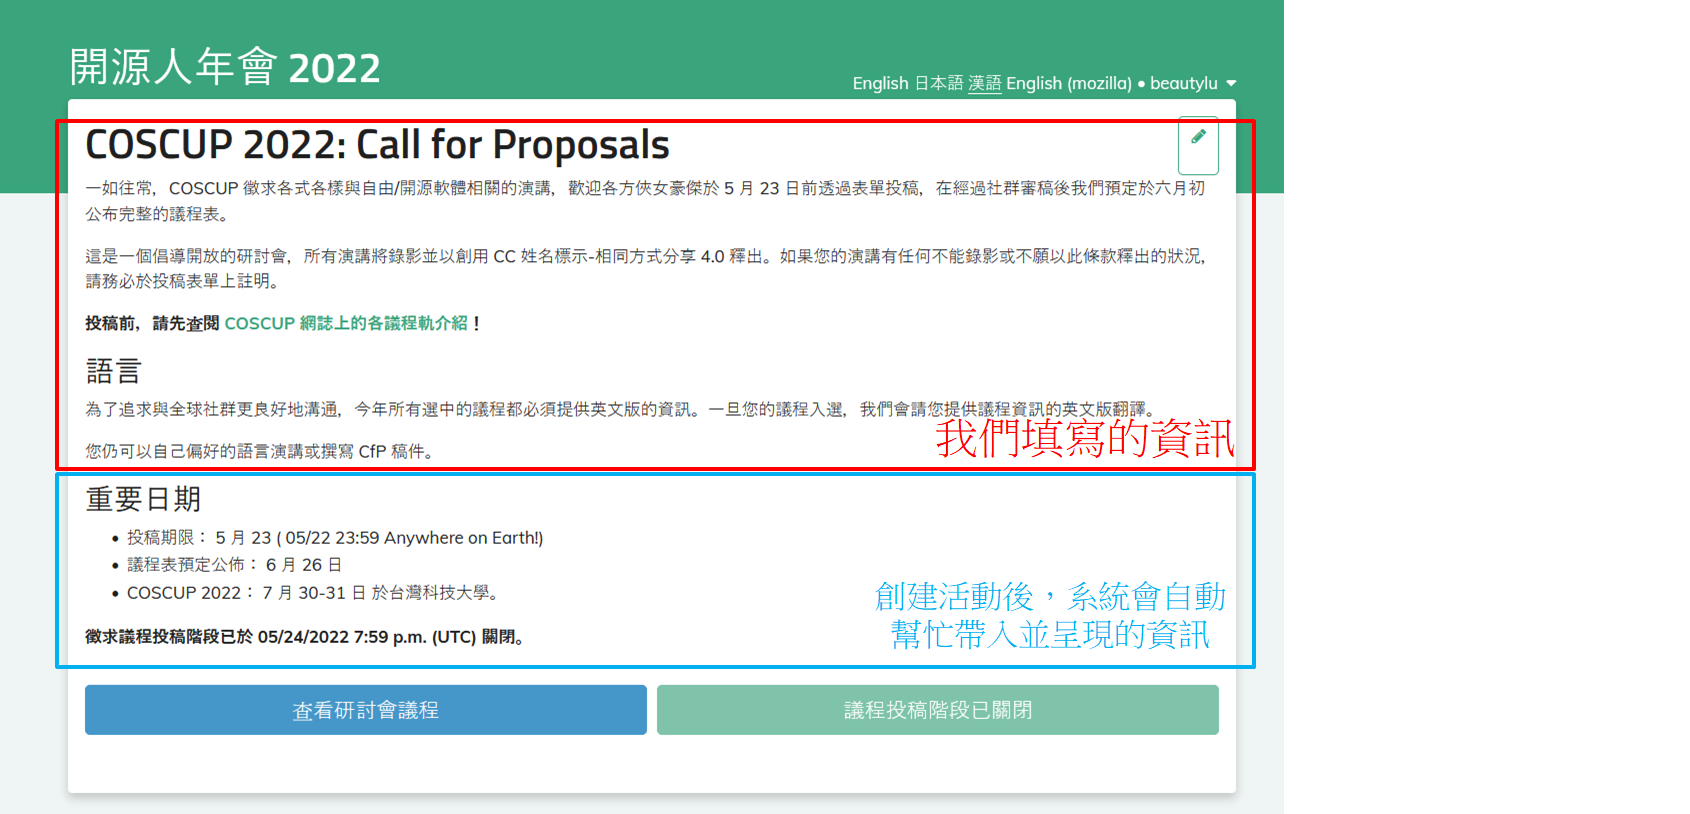 開源人年會 2022
English 日本語 漢語 English (mozilla) • beautylu
COSCUP 2022: Call for Proposals
一如往常，COSCUP 徵求各式各樣與自由/開源軟體相關的演講，歡迎各方俠女豪傑於 5 月 23 日前透過表單投稿，在經過社群審稿後我們預定於六月初
公布完整的議程表。
這是一個倡導開放的研討會，所有演講將錄影並以創用 CC 姓名標示-相同方式分享 4.0 釋出。如果您的演講有任何不能錄影或不願以此條款釋出的狀況，
請務必於投稿表單上註明。
投稿前，請先查閱 COSCUP 網誌上的各議程軌介紹！
語言
為了追求與全球社群更良好地溝通，今年所有選中的議程都必須提供英文版的資訊。一旦您的議程入選，我們會請您提供議程資訊的英文版翻譯。
我們填寫的資訊
您仍可以自己偏好的語言演講或撰寫 CfP 稿件。
重要日期
• 投稿期限： 5 月 23 ( 05/22 23:59 Anywhere on Earth!)
• 議程表預定公佈： 6 月 26 日
• COSCUP 2022： 7 月 30-31 日 於台灣科技大學。
創建活動後，系統會自動
幫忙帶入並呈現的資訊
徵求議程投稿階段已於 05/24/2022 7:59 p.m. (UTC) 關閉。
查看研討會議程
議程投稿階段已關閉